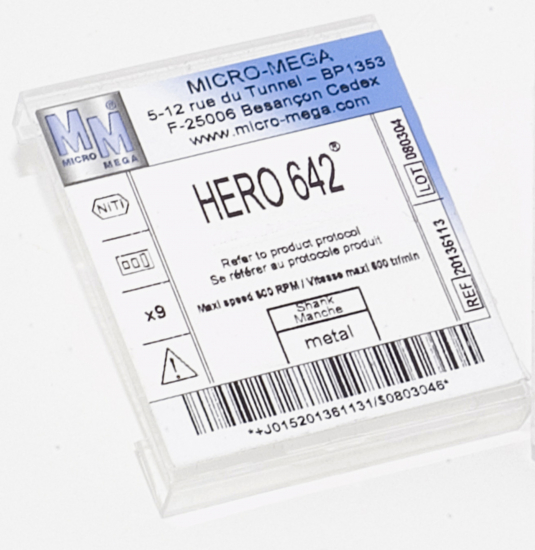 MICRO-MEGA
5-12 rue du Tunnel – BP1353
F-25006 Besançon Cedex
www.micro-mega.com
MM®
MICRO MEGA
NiTi
HERO 642®
LOT 080304
REF 20136113
Refer to product protocol
Se référer au protocole produit
Maxi speed 600 RPM / Vitesse maxi 600 tr/min
x9
Shank
Manche
metal
*+J015201361131/$0803046*